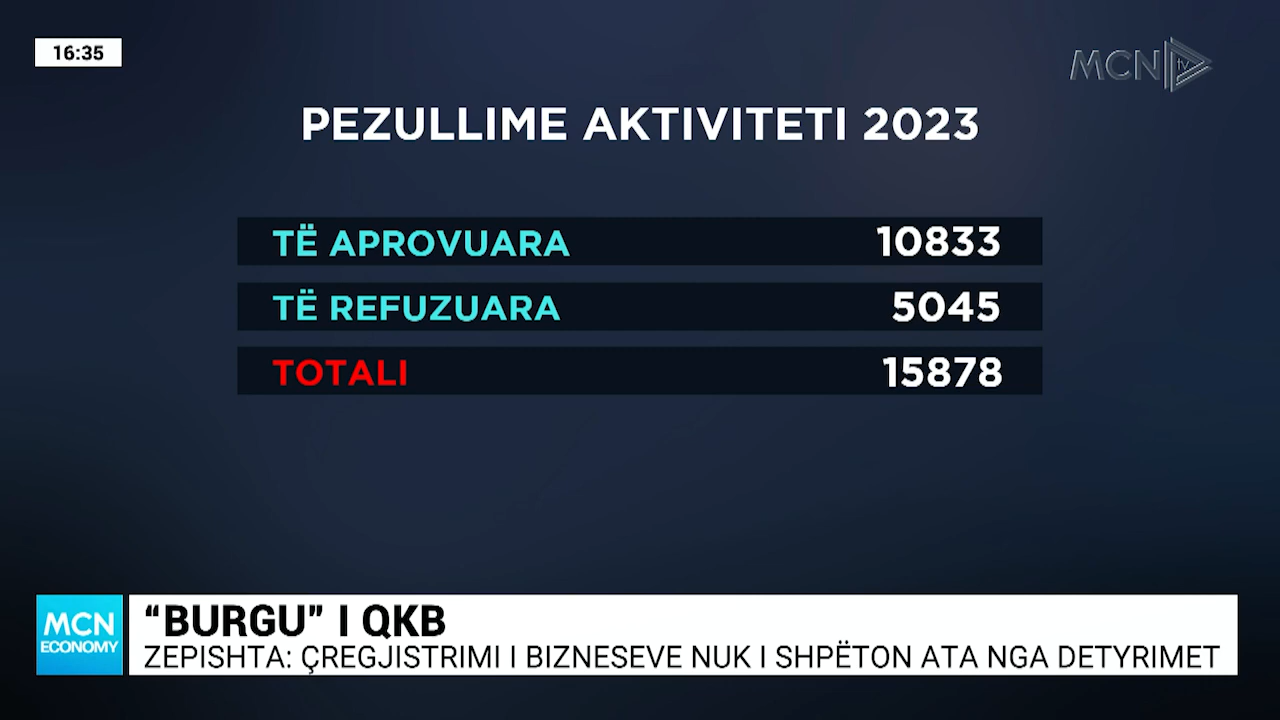 16:35
MCN tv
PEZULLIME AKTIVITETI 2023
TË APROVUARA 10833
TË REFUZUARA 5045
TOTALI 15878
MCN
ECONOMY
“BURGU” I QKB
ZEPISHTA: ÇREGJISTRIMI I BIZNESEVE NUK I SHPËTON ATA NGA DETYRIMET